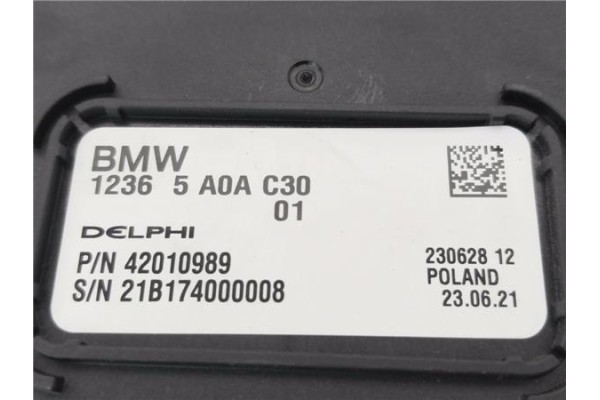 BMW
1236 5 A0A C30
01
DELPHI
P/N 42010989
S/N 21B174000008
230628 12
POLAND
23.06.21